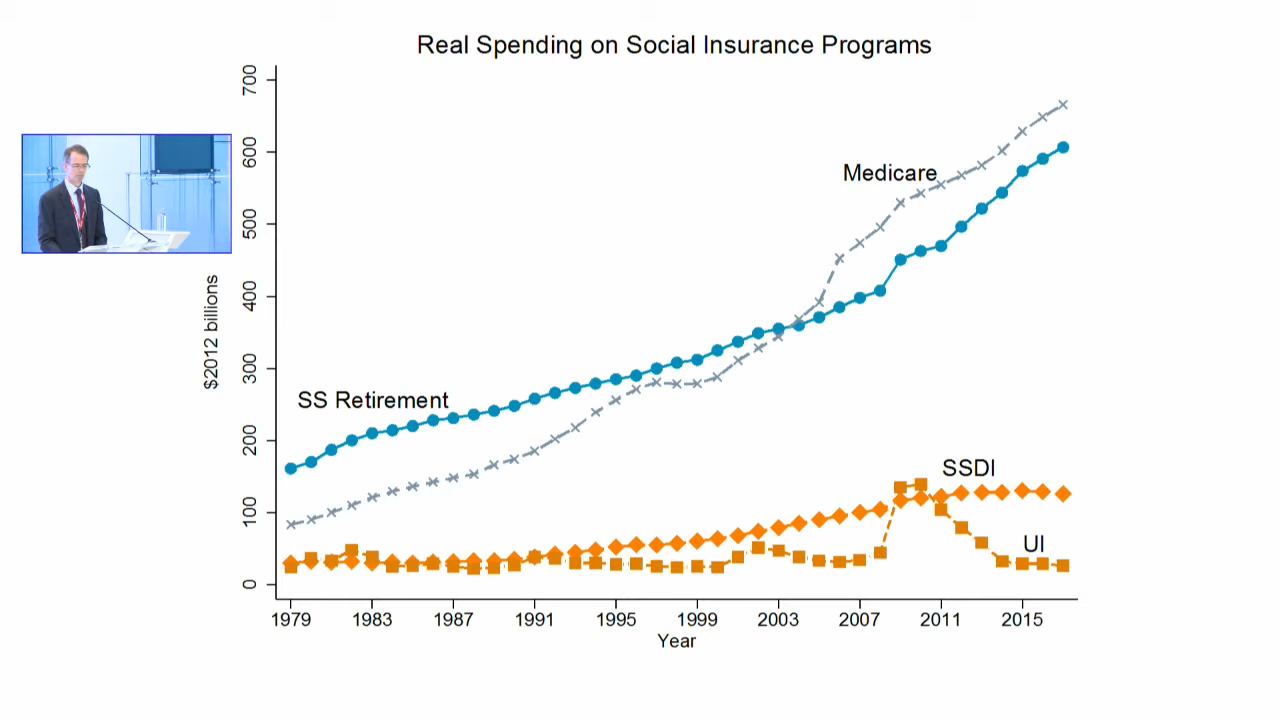 Real Spending on Social Insurance Programs
700
600
500
400
300
200
100
0
$2012 billions
Medicare
SS Retirement
SSDI
UI
1979 1983 1987 1991 1995 1999 2003 2007 2011 2015
Year